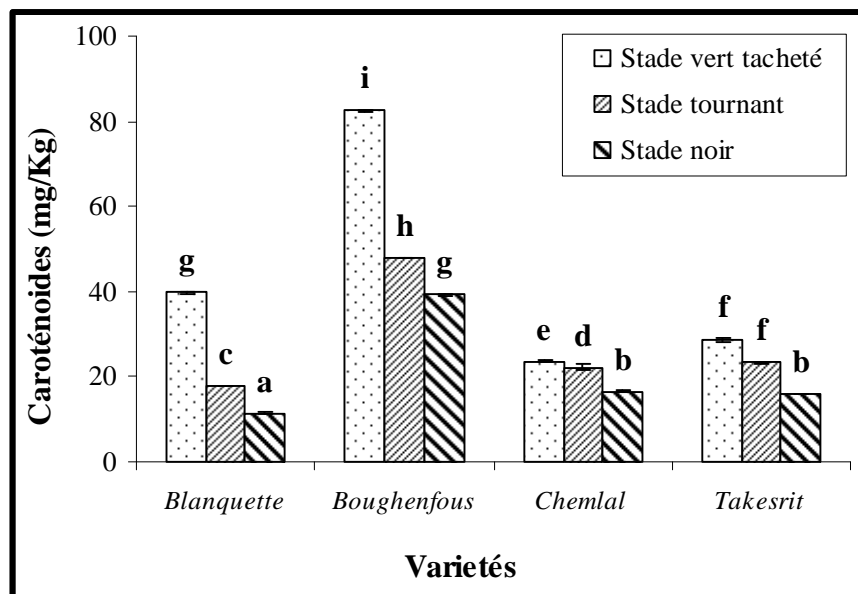 100
80
60
40
20
0
Caroténoides (mg/Kg)
Stade vert tacheté
Stade tournant
Stade noir
g
c
a
i
h
g
e
d
b
f
f
b
Blanquette
Boughenfous
Chemlal
Takesrit
Varietés